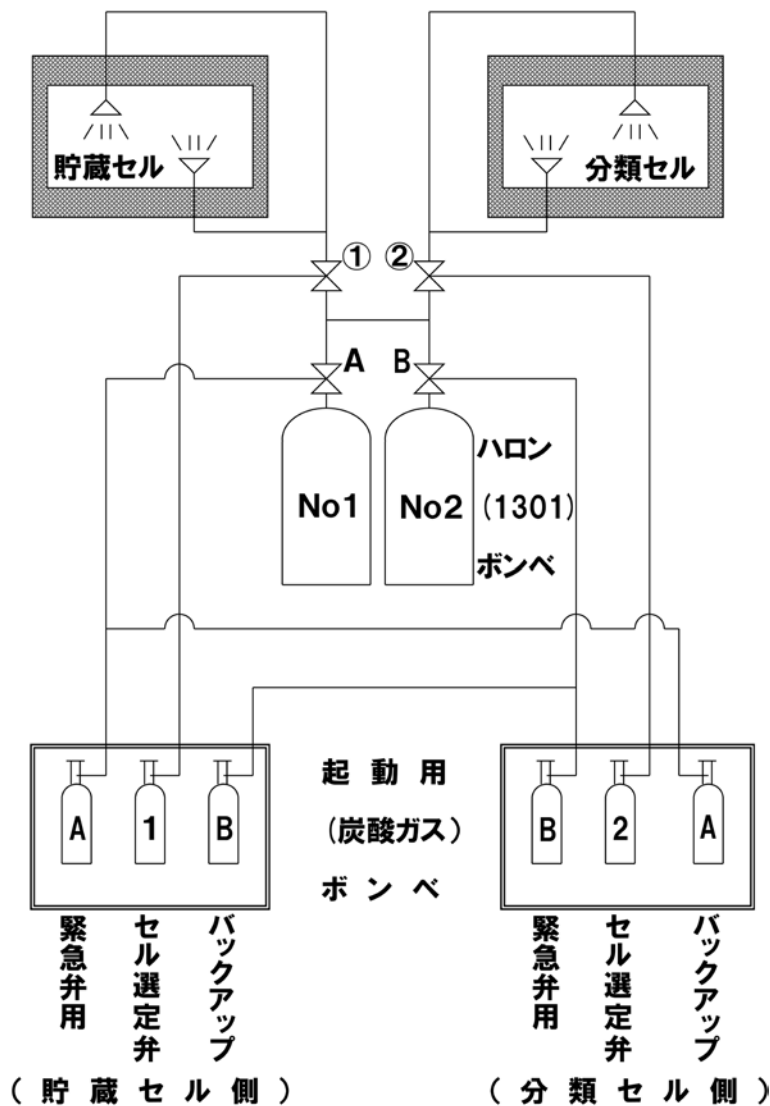 貯蔵セル
分類セル
① ②
A B
ハロン
No1 No2 (1301)
ボンベ
起動用
(炭酸ガス)
ボンベ
A 1 B
B 2 A
緊急弁用
セル選定弁
バックアップ
緊急弁用
セル選定弁
バックアップ
(貯蔵セル側)
(分類セル側)